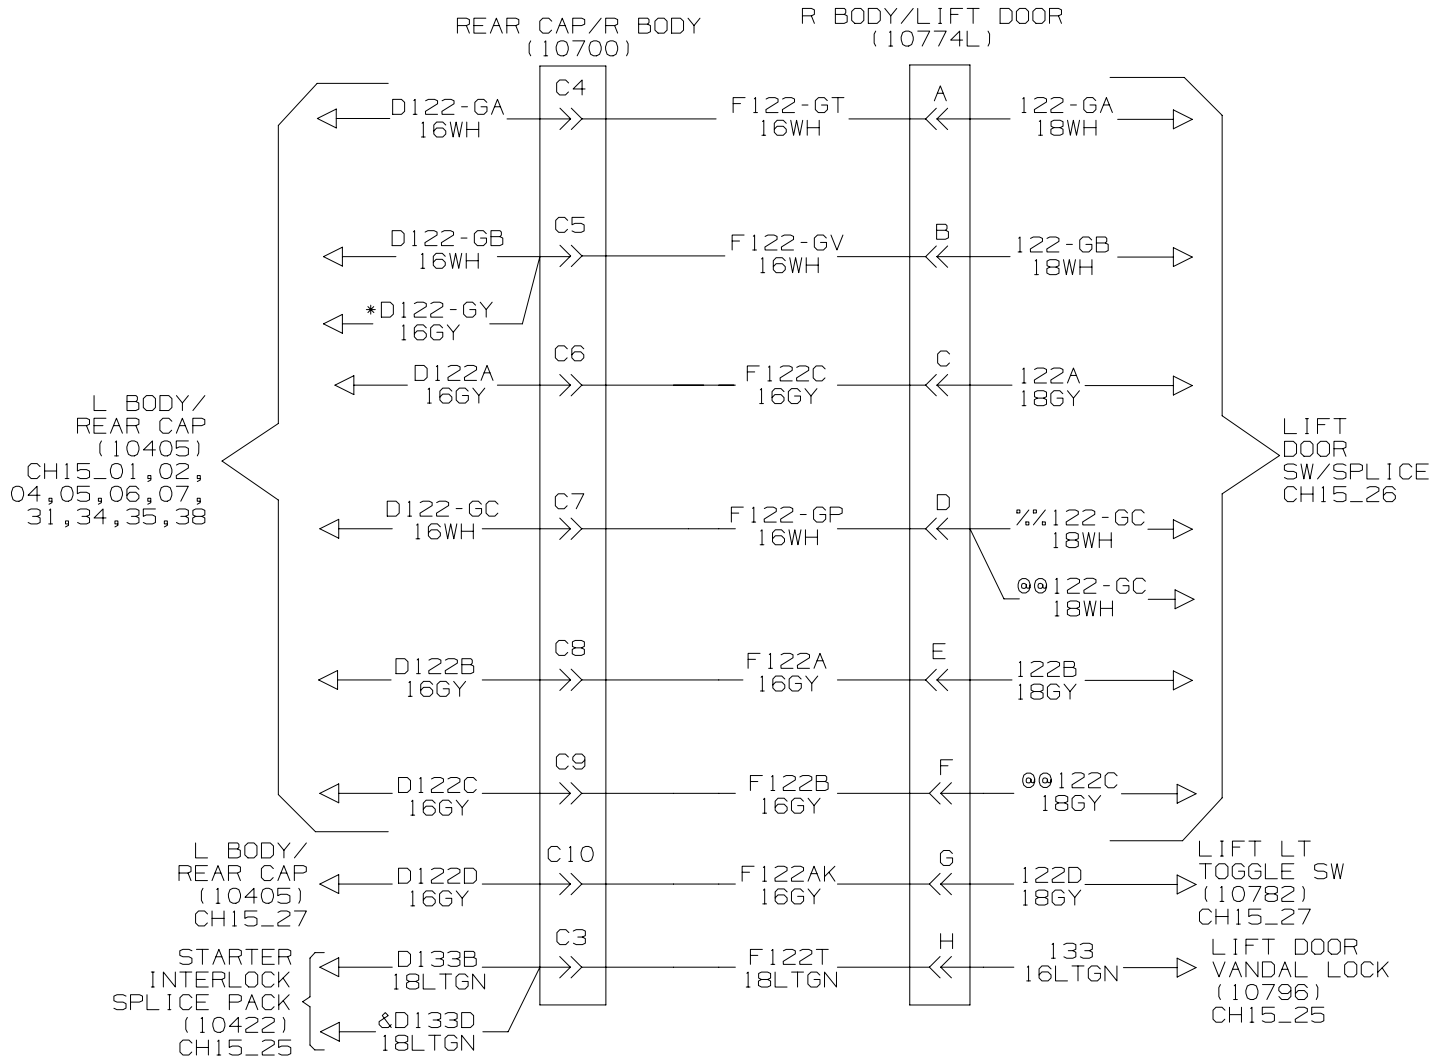 REAR CAP/R BODY
(10700)
R BODY/LIFT DOOR
(10774L)
D122-GA
16WH
C4
F122-GT
16WH
A
122-GA
18WH
D122-GB
16WH
C5
F122-GV
16WH
B
122-GB
18WH
*D122-GY
16GY
D122A
16GY
C6
F122C
16GY
C
122A
18GY
L BODY/
REAR CAP
(10405)
CH15_01,02,
04,05,06,07,
31,34,35,38
LIFT
DOOR
SW/SPLICE
CH15_26
D122-GC
16WH
C7
F122-GP
16WH
D
%%122-GC
18WH
@@122-GC
18WH
D122B
16GY
C8
F122A
16GY
E
122B
18GY
D122C
16GY
C9
F122B
16GY
F
@@122C
18GY
L BODY/
REAR CAP
(10405)
CH15_27
D122D
16GY
C10
F122AK
16GY
G
122D
18GY
LIFT LT
TOGGLE SW
(10782)
CH15_27
STARTER
INTERLOCK
SPLICE PACK
(10422)
CH15_25
D133B
18LTGN
C3
F122T
18LTGN
H
133
16LTGN
LIFT DOOR
VANDAL LOCK
(10796)
CH15_25
&D133D
18LTGN